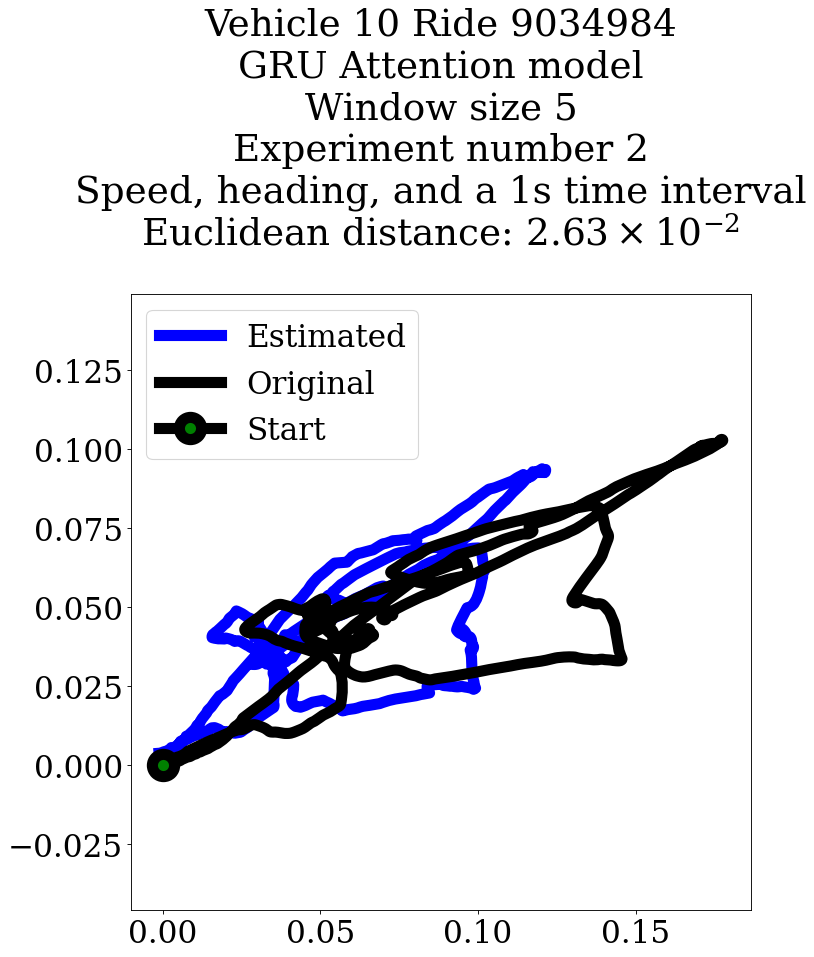 Vehicle 10 Ride 9034984
GRU Attention model
Window size 5
Experiment number 2
Speed, heading, and a 1s time interval
Euclidean distance: 2.63 × 10⁻²
Estimated
Original
Start
0.125
0.100
0.075
0.050
0.025
0.000
−0.025
0.00 0.05 0.10 0.15